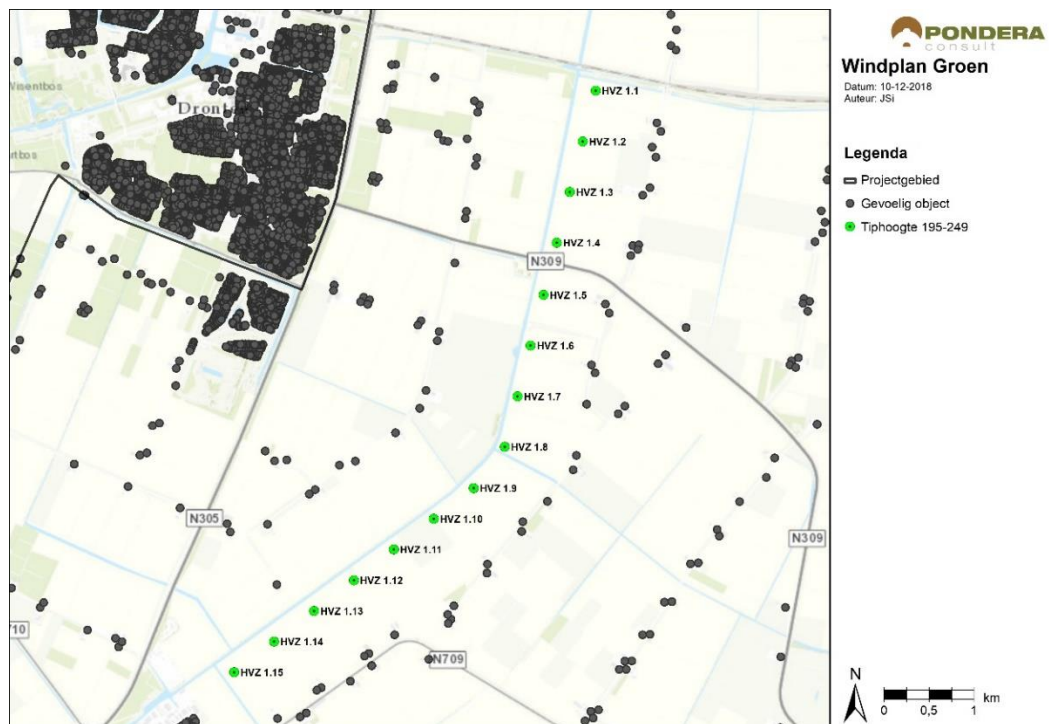 Wisentbos
HVZ 1.1
HVZ 1.2
HVZ 1.3
HVZ 1.4
N309
HVZ 1.5
HVZ 1.6
HVZ 1.7
HVZ 1.8
HVZ 1.9
HVZ 1.10
N305
HVZ 1.11
N309
HVZ 1.12
HVZ 1.13
HVZ 1.14
N709
HVZ 1.15
PONDERA
consult
Windplan Groen
Datum: 10-12-2018
Auteur: JSi
Legenda
Projectgebied
Gevoelig object
Tiphoogte 195-249
N
km
0 0,5 1